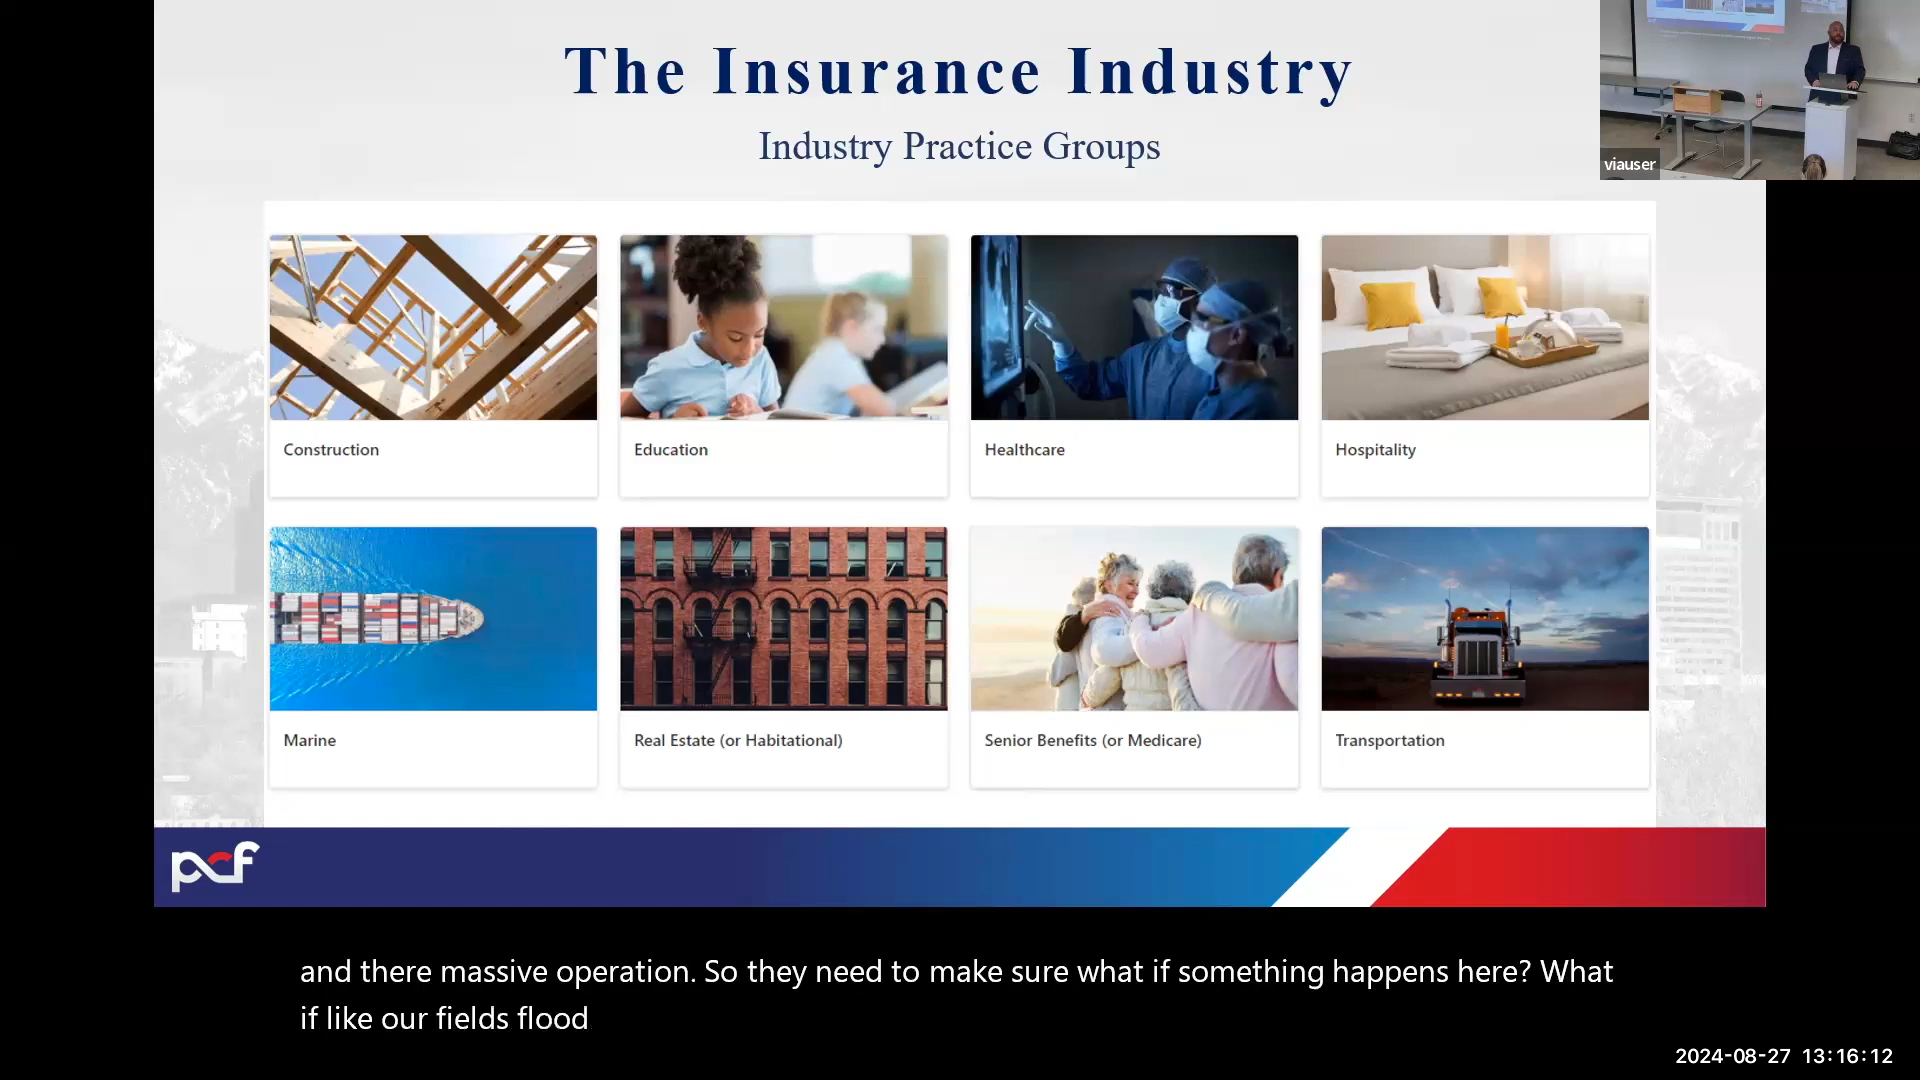 The Insurance Industry
Industry Practice Groups
viauser
Construction
Education
Healthcare
Hospitality
Marine
Real Estate (or Habitational)
Senior Benefits (or Medicare)
Transportation
pcf
and there massive operation. So they need to make sure what if something happens here? What
if like our fields flood
2024-08-27 13:16:12